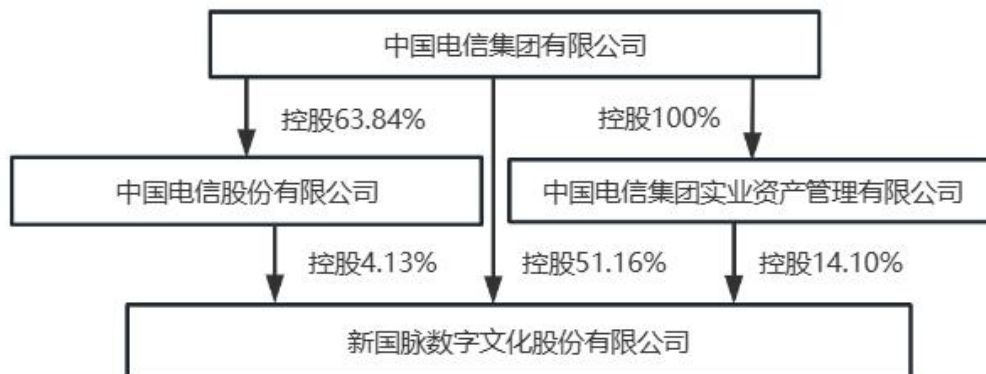 中国电信集团有限公司
控股63.84%
控股100%
中国电信股份有限公司
中国电信集团实业资产管理有限公司
控股4.13%
控股51.16%
控股14.10%
新国脉数字文化股份有限公司